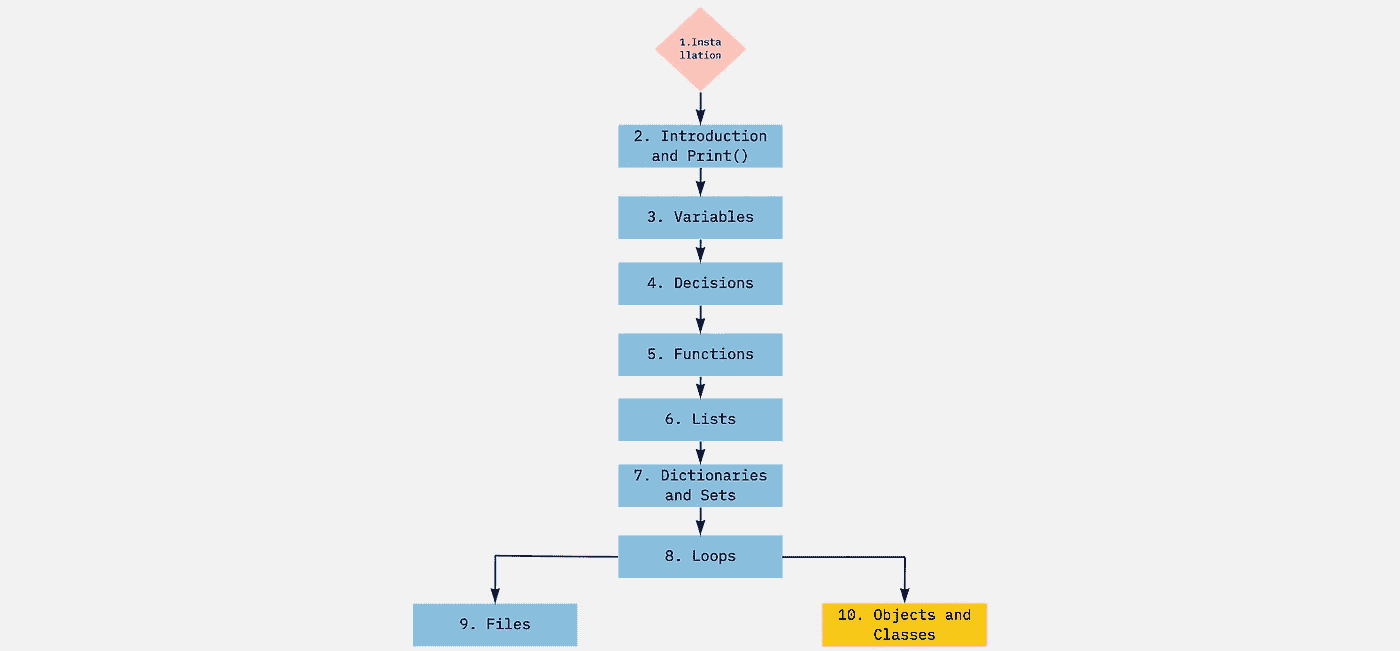 1.Insta
llation
2. Introduction
and Print()
3. Variables
4. Decisions
5. Functions
6. Lists
7. Dictionaries
and Sets
8. Loops
9. Files
10. Objects and
Classes